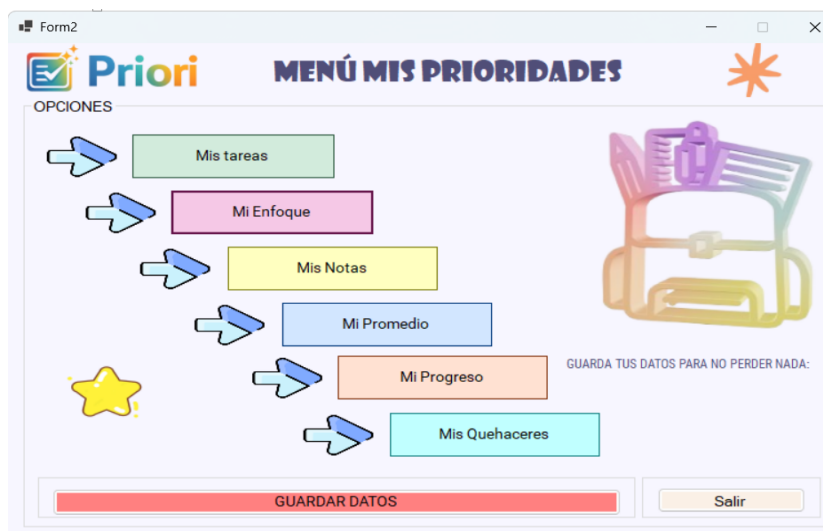 Form2
Priori
MENÚ MIS PRIORIDADES
OPCIONES
Mis tareas
Mi Enfoque
Mis Notas
Mi Promedio
Mi Progreso
GUARDA TUS DATOS PARA NO PERDER NADA:
Mis Quehaceres
GUARDAR DATOS
Salir